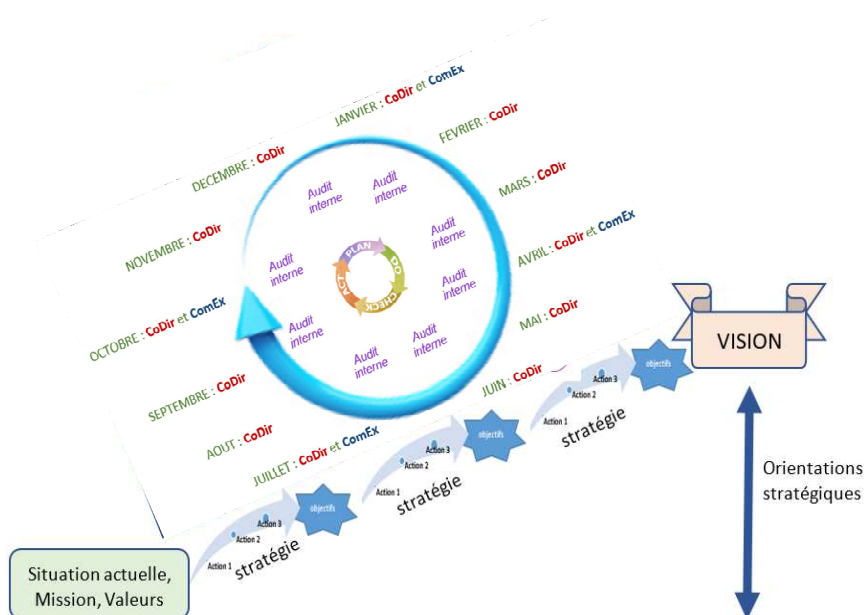 JANVIER : CoDir et ComEx
FEVRIER : CoDir
MARS : CoDir
AVRIL : CoDir et ComEx
MAI : CoDir
JUIN : CoDir
JUILLET : CoDir et ComEx
AOUT : CoDir
SEPTEMBRE : CoDir
OCTOBRE : CoDir et ComEx
NOVEMBRE : CoDir
DECEMBRE : CoDir
Audit
interne
Audit
interne
Audit
interne
Audit
interne
Audit
interne
Audit
interne
Audit
interne
Audit
interne
PLAN
DO
CHECK
ACT
VISION
Orientations
stratégiques
objectifs
Action 3
Action 2
Action 1
stratégie
objectifs
Action 3
Action 2
Action 1
stratégie
objectifs
Action 3
Action 2
Action 1
stratégie
Situation actuelle,
Mission, Valeurs